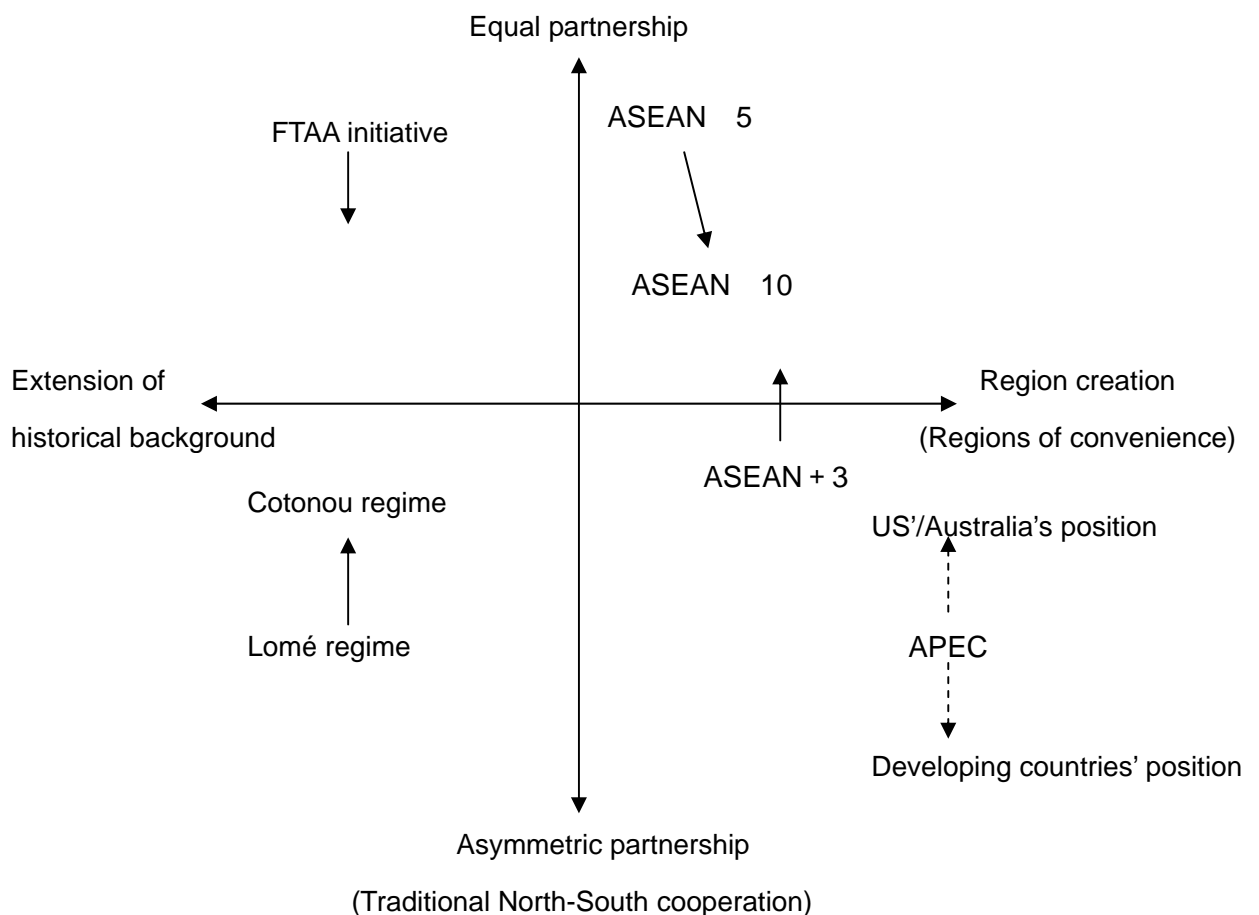 Equal partnership
ASEAN 5
FTAA initiative
ASEAN 10
Extension of
historical background
Region creation
(Regions of convenience)
ASEAN + 3
Cotonou regime
US’/Australia’s position
Lomé regime
APEC
Developing countries’ position
Asymmetric partnership
(Traditional North-South cooperation)